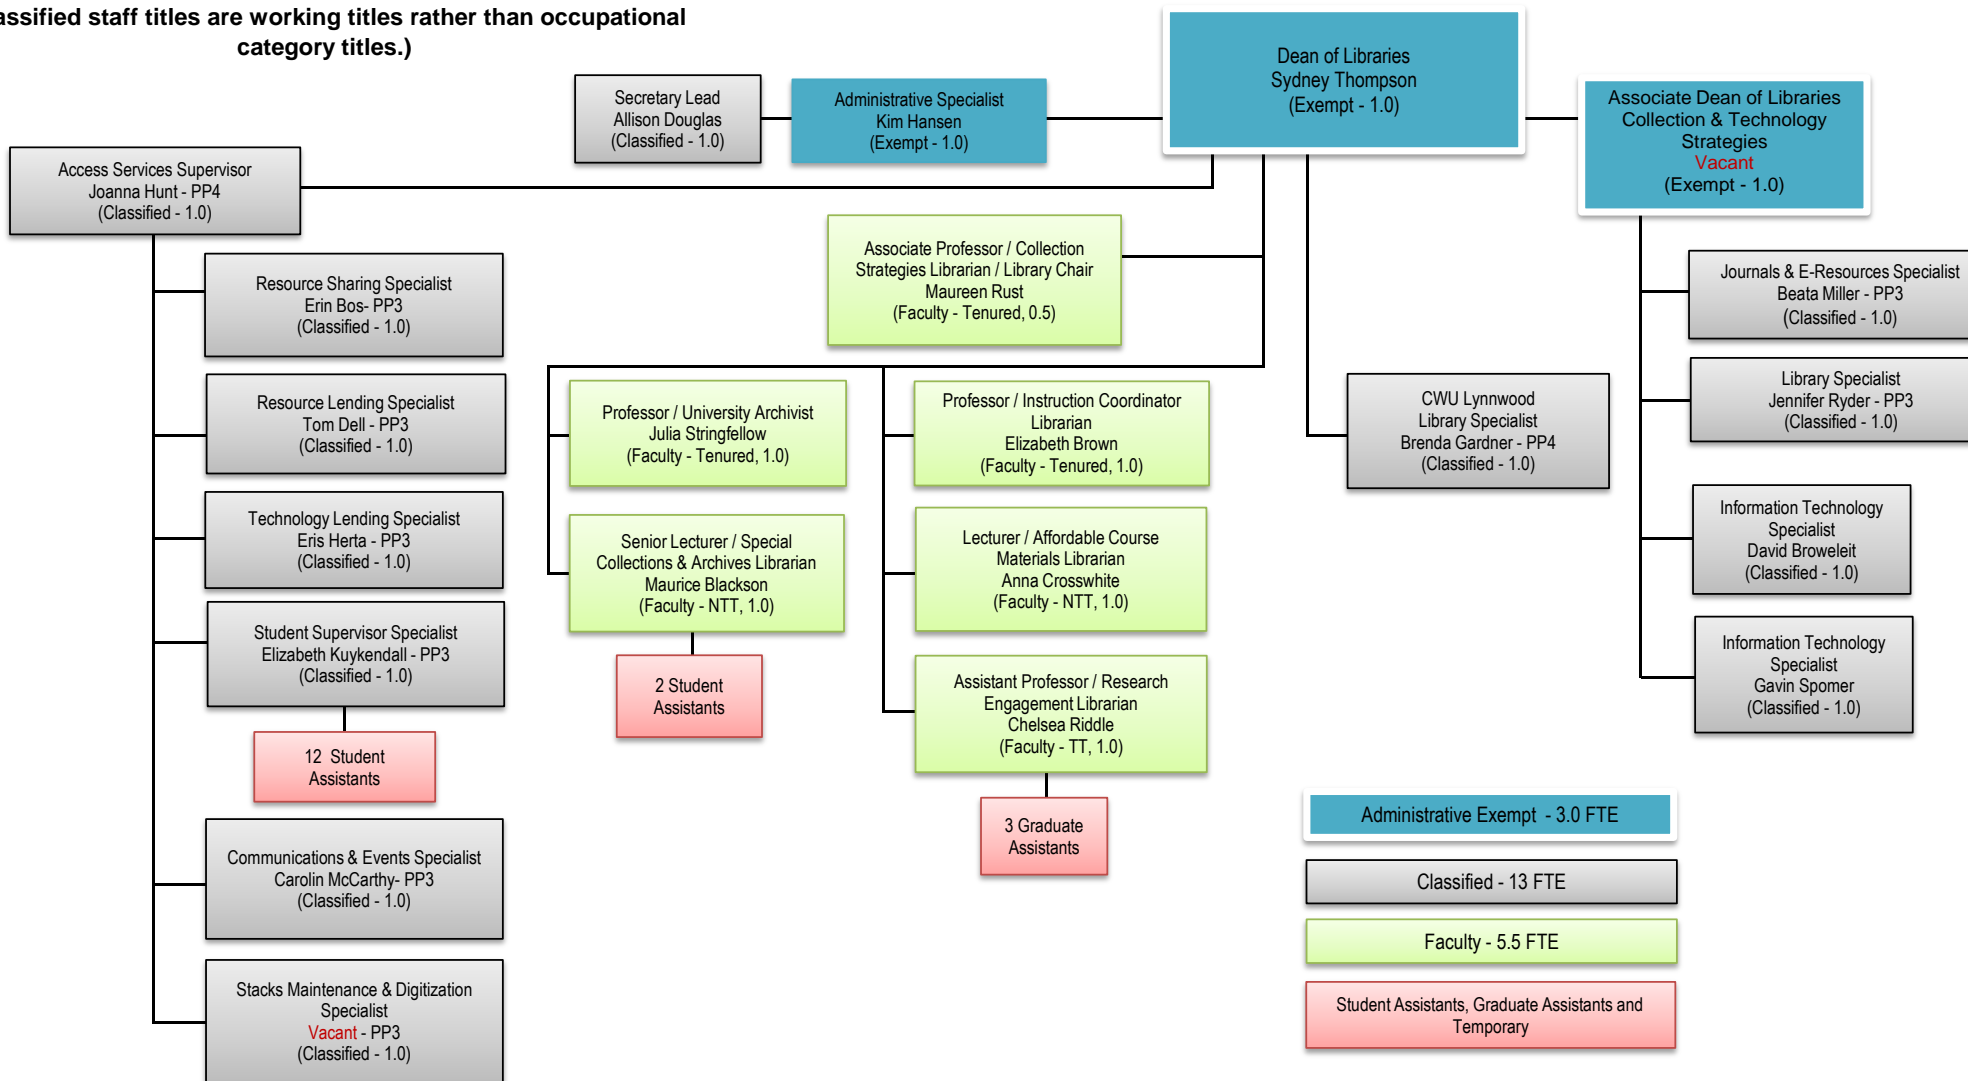 assified staff titles are working titles rather than occupational
category titles.)
Dean of Libraries
Sydney Thompson
(Exempt - 1.0)
Secretary Lead
Allison Douglas
(Classified - 1.0)
Administrative Specialist
Kim Hansen
(Exempt - 1.0)
Associate Dean of Libraries
Collection & Technology
Strategies
Vacant
(Exempt - 1.0)
Access Services Supervisor
Joanna Hunt - PP4
(Classified - 1.0)
Associate Professor / Collection
Strategies Librarian / Library Chair
Maureen Rust
(Faculty - Tenured, 0.5)
Resource Sharing Specialist
Erin Bos- PP3
(Classified - 1.0)
Resource Lending Specialist
Tom Dell - PP3
(Classified - 1.0)
Technology Lending Specialist
Eris Herta - PP3
(Classified - 1.0)
Student Supervisor Specialist
Elizabeth Kuykendall - PP3
(Classified - 1.0)
12 Student
Assistants
Communications & Events Specialist
Carolin McCarthy- PP3
(Classified - 1.0)
Stacks Maintenance & Digitization
Specialist
Vacant - PP3
(Classified - 1.0)
Professor / University Archivist
Julia Stringfellow
(Faculty - Tenured, 1.0)
Senior Lecturer / Special
Collections & Archives Librarian
Maurice Blackson
(Faculty - NTT, 1.0)
2 Student
Assistants
Professor / Instruction Coordinator
Librarian
Elizabeth Brown
(Faculty - Tenured, 1.0)
Lecturer / Affordable Course
Materials Librarian
Anna Crosswhite
(Faculty - NTT, 1.0)
Assistant Professor / Research
Engagement Librarian
Chelsea Riddle
(Faculty - TT, 1.0)
3 Graduate
Assistants
CWU Lynnwood
Library Specialist
Brenda Gardner - PP4
(Classified - 1.0)
Journals & E-Resources Specialist
Beata Miller - PP3
(Classified - 1.0)
Library Specialist
Jennifer Ryder - PP3
(Classified - 1.0)
Information Technology
Specialist
David Broweleit
(Classified - 1.0)
Information Technology
Specialist
Gavin Spomer
(Classified - 1.0)
Administrative Exempt - 3.0 FTE
Classified - 13 FTE
Faculty - 5.5 FTE
Student Assistants, Graduate Assistants and
Temporary